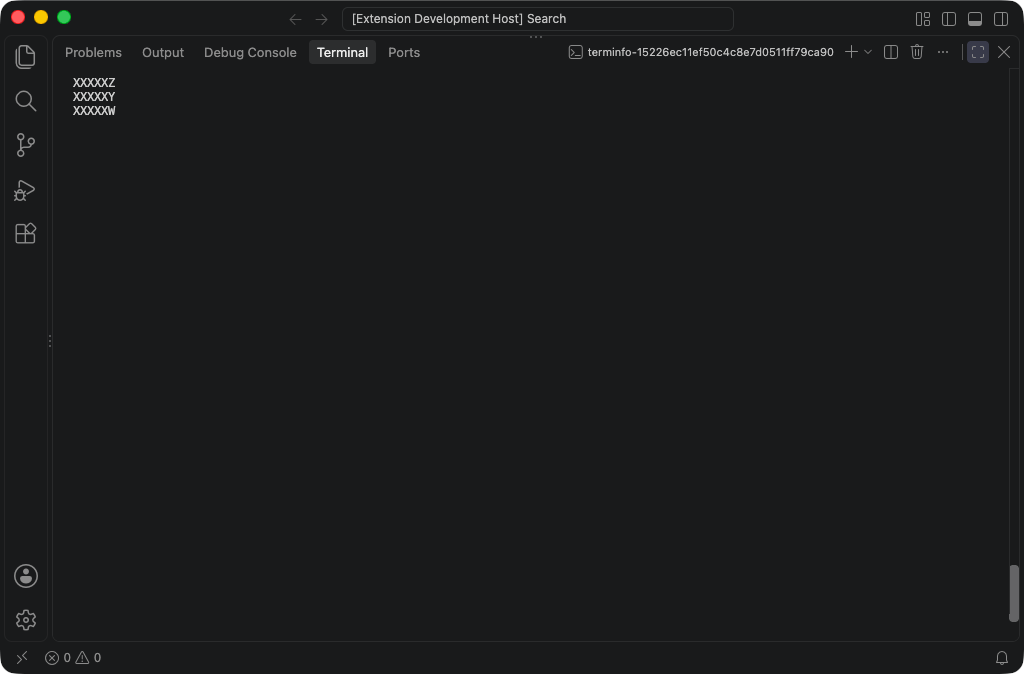 [Extension Development Host] Search
Problems Output Debug Console Terminal Ports
terminfo-15226ec11ef50c4c8e7d0511ff79ca90
XXXXXZ
XXXXXY
XXXXXW
0 0